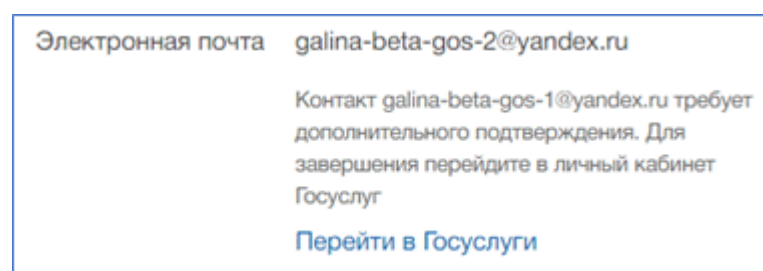 Электронная почта galina-beta-gos-2@yandex.ru
Контакт galina-beta-gos-1@yandex.ru требует
дополнительного подтверждения. Для
завершения перейдите в личный кабинет
Госуслуг
Перейти в Госуслуги